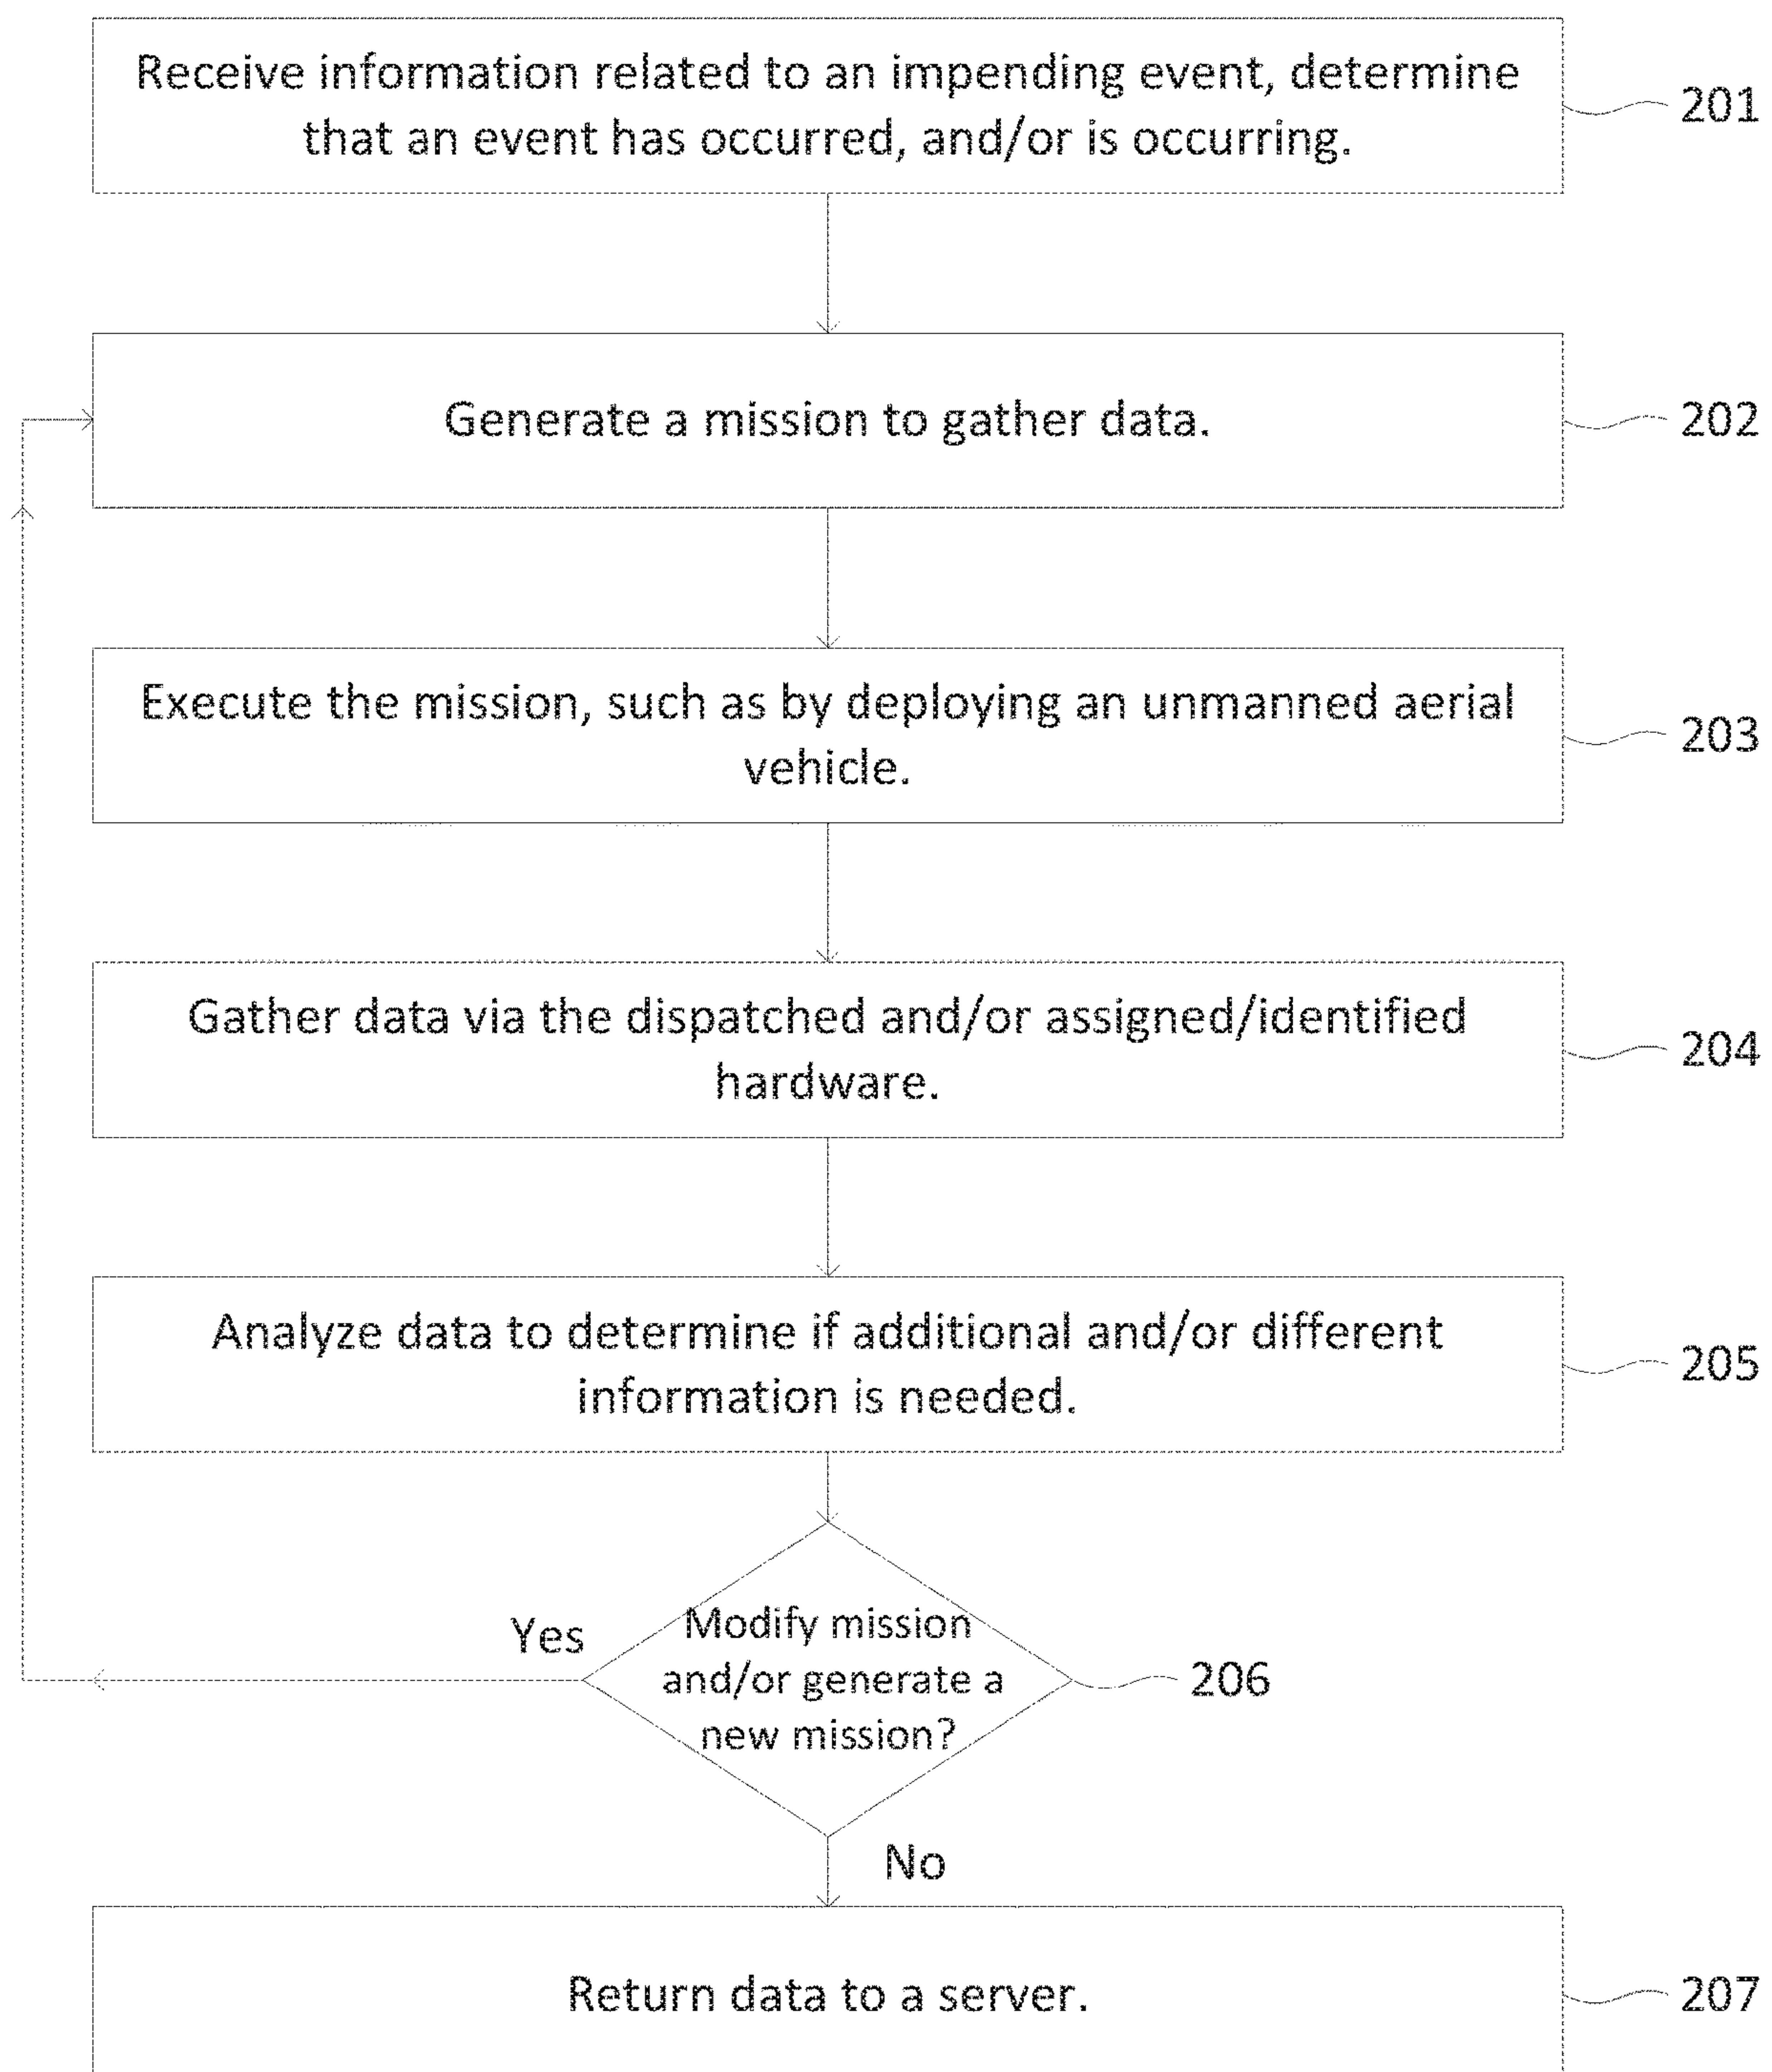 Receive information related to an impending event, determine
that an event has occurred, and/or is occurring.
201
Generate a mission to gather data.
202
Execute the mission, such as by deploying an unmanned aerial
vehicle.
203
Gather data via the dispatched and/or assigned/identified
hardware.
204
Analyze data to determine if additional and/or different
information is needed.
205
Yes
Modify mission
and/or generate a
new mission?
206
No
Return data to a server.
207